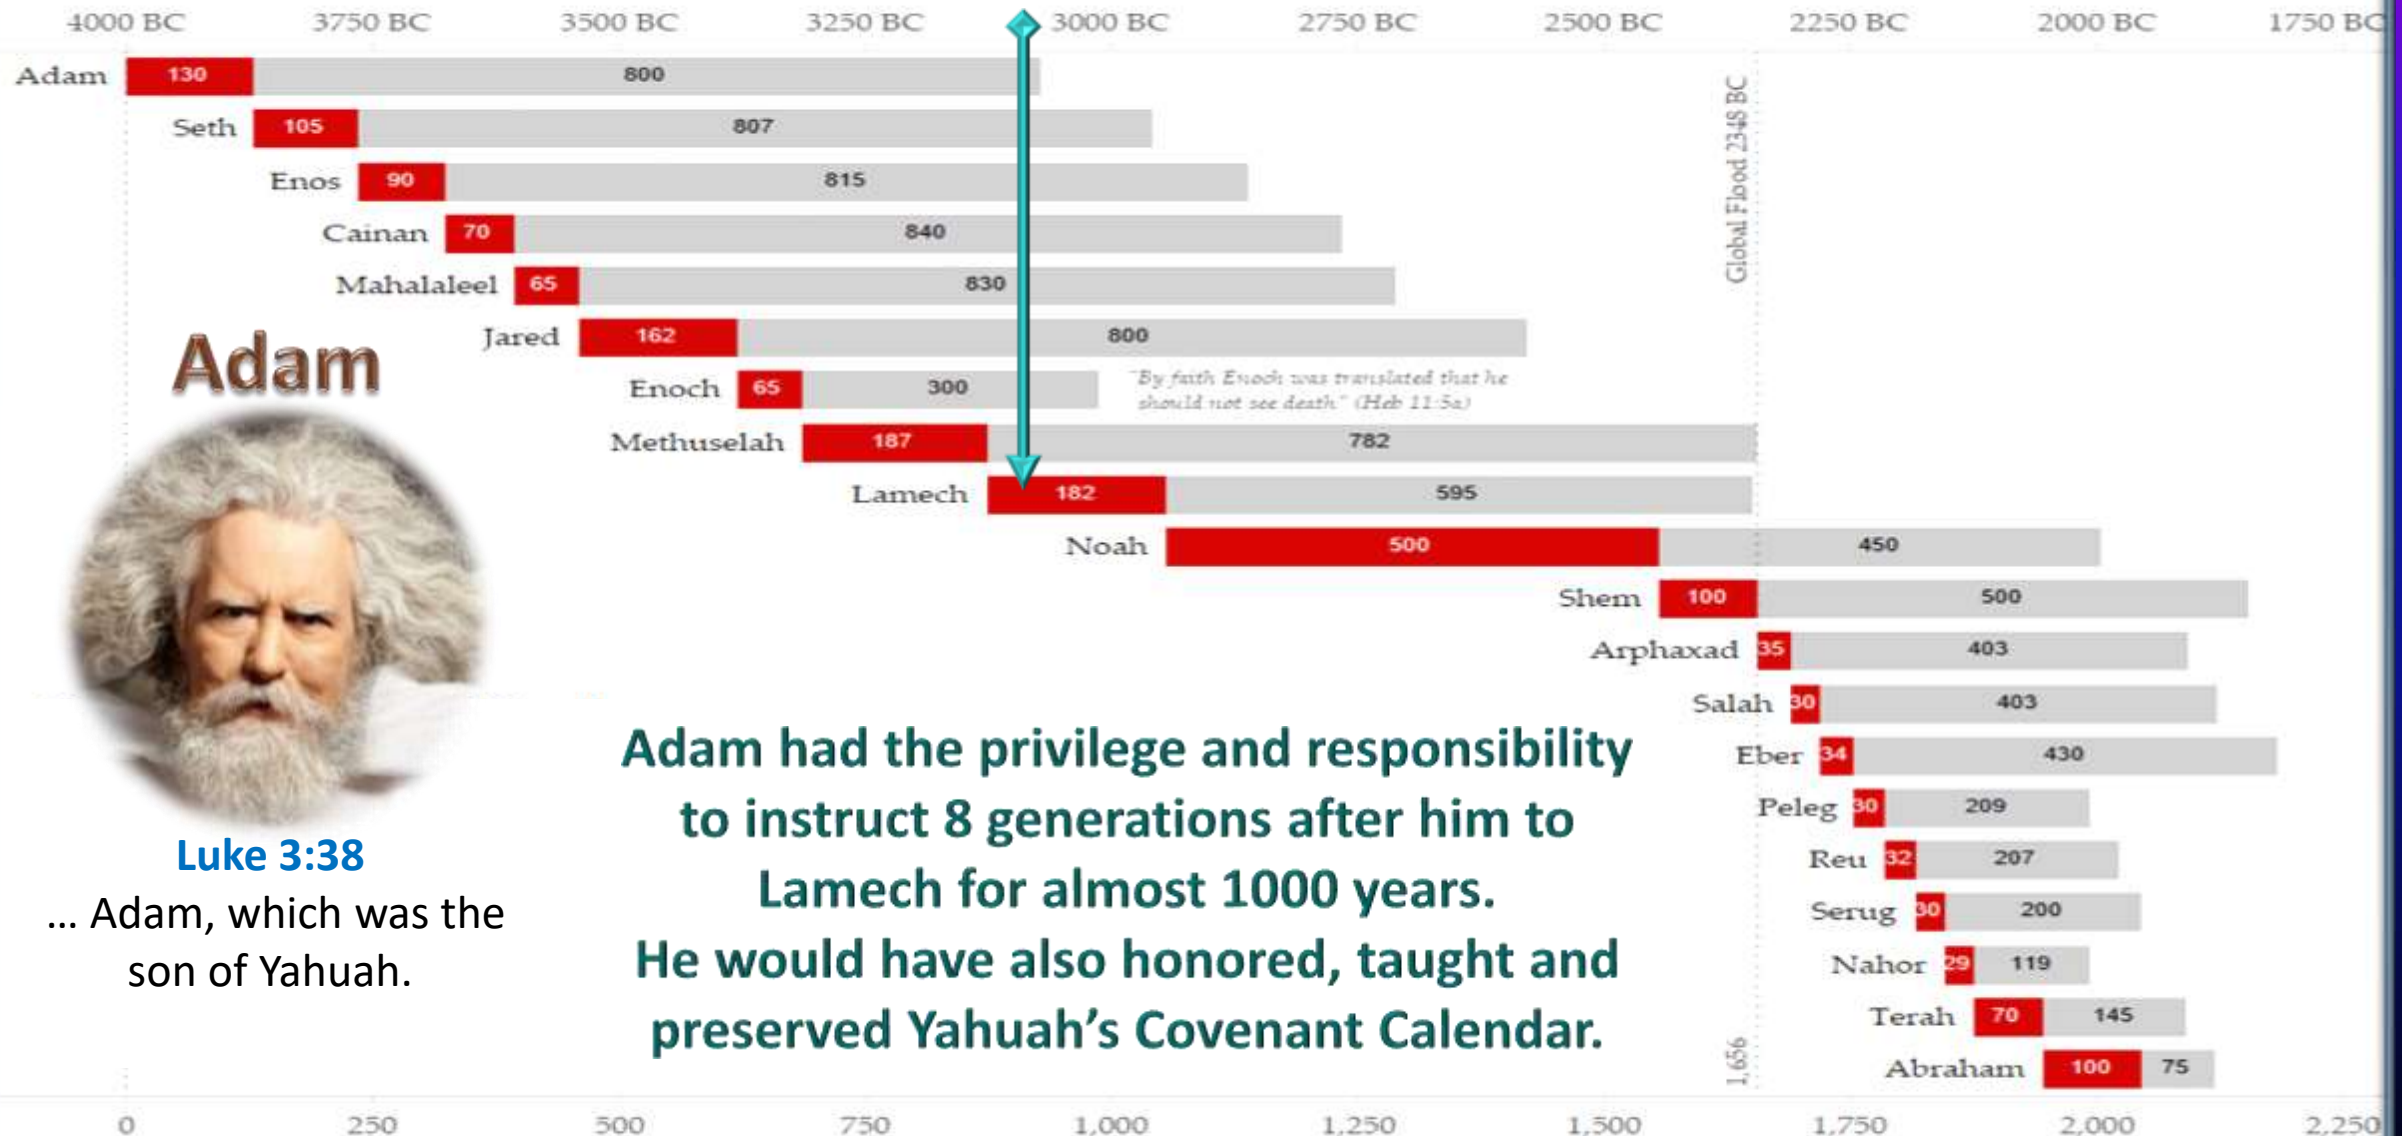 4000 BC 3750 BC 3500 BC 3250 BC 3000 BC 2750 BC 2500 BC 2250 BC 2000 BC 1750 BC
Adam 130 800
Seth 105 807
Enos 90 815
Cainan 70 840
Mahalaleel 65 830
Jared 162 800
Enoch 65 300
"By faith Enoch was translated that he
should not see death" (Heb 11:5a)
Methuselah 187 782
Lamech 182 595
Noah 500 450
Shem 100 500
Arphaxad 35 403
Salah 30 403
Eber 34 430
Peleg 30 209
Reu 32 207
Serug 30 200
Nahor 29 119
Terah 70 145
Abraham 100 75
Global Flood 2348 BC
1,656
0 250 500 750 1,000 1,250 1,500 1,750 2,000 2,250
Adam
Luke 3:38
... Adam, which was the
son of Yahuah.
Adam had the privilege and responsibility
to instruct 8 generations after him to
Lamech for almost 1000 years.
He would have also honored, taught and
preserved Yahuah's Covenant Calendar.